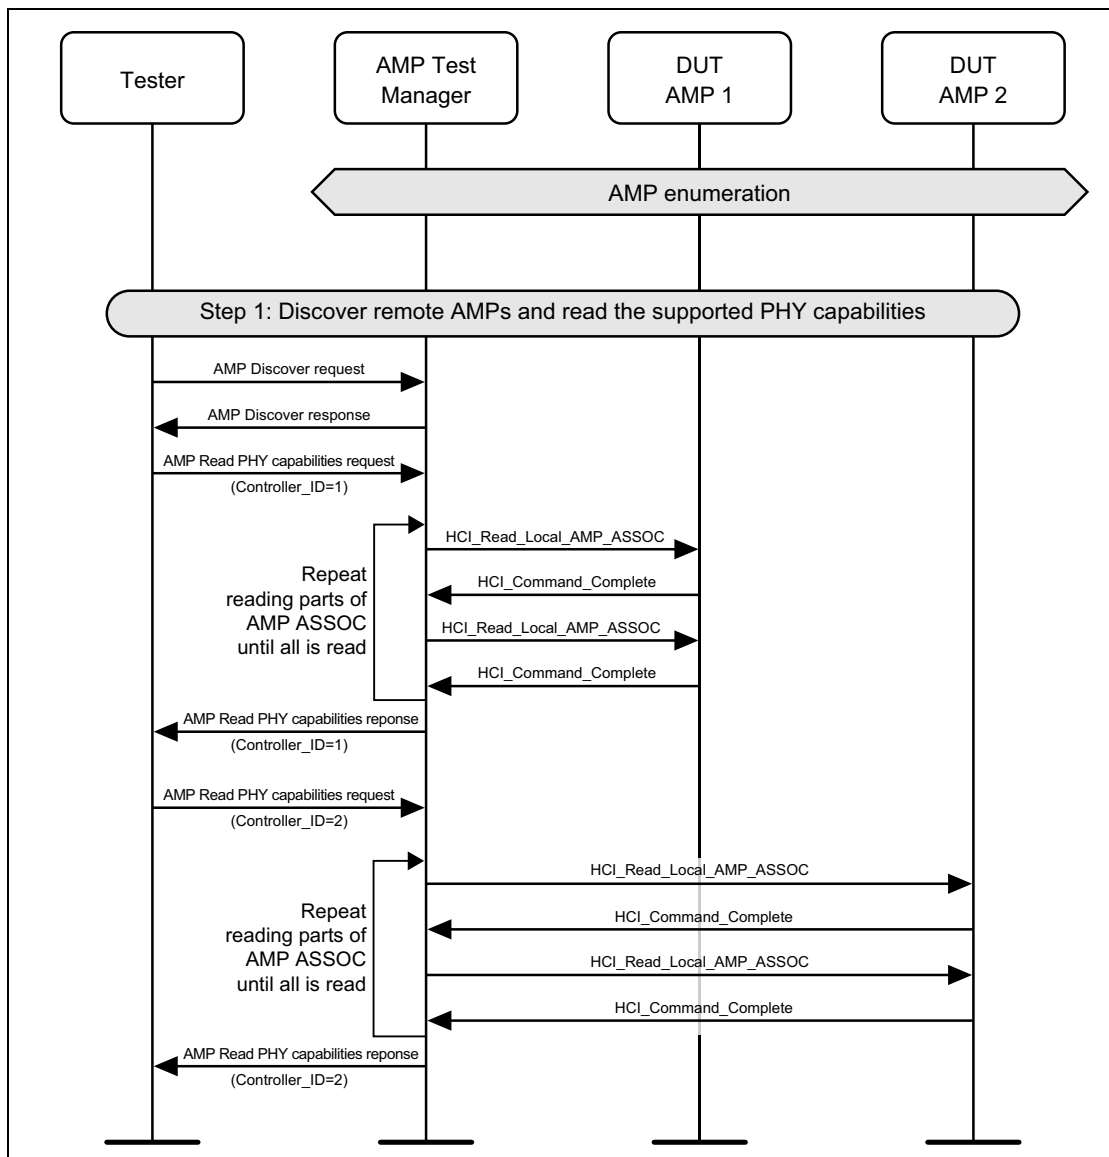 Tester
AMP Test
Manager
DUT
AMP 1
DUT
AMP 2
AMP enumeration
Step 1: Discover remote AMPs and read the supported PHY capabilities
AMP Discover request
AMP Discover response
AMP Read PHY capabilities request
(Controller_ID=1)
HCI_Read_Local_AMP_ASSOC
HCI_Command_Complete
HCI_Read_Local_AMP_ASSOC
HCI_Command_Complete
Repeat
reading parts of
AMP ASSOC
until all is read
AMP Read PHY capabilities reponse
(Controller_ID=1)
AMP Read PHY capabilities request
(Controller_ID=2)
HCI_Read_Local_AMP_ASSOC
HCI_Command_Complete
HCI_Read_Local_AMP_ASSOC
HCI_Command_Complete
Repeat
reading parts of
AMP ASSOC
until all is read
AMP Read PHY capabilities reponse
(Controller_ID=2)